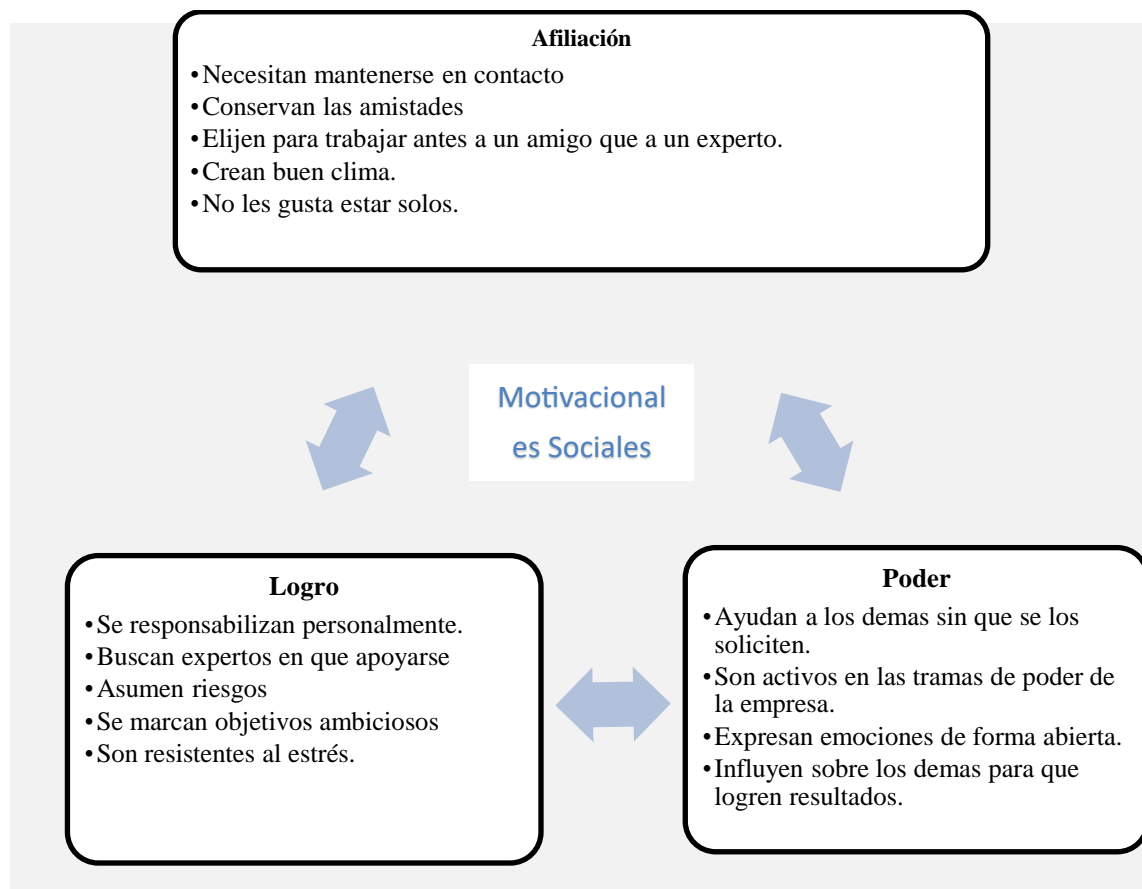 Afiliación
•Necesitan mantenerse en contacto
•Conservan las amistades
•Elijen para trabajar antes a un amigo que a un experto.
•Crean buen clima.
•No les gusta estar solos.
Motivacional
es Sociales
Logro
•Se responsabilizan personalmente.
•Buscan expertos en que apoyarse
•Asumen riesgos
•Se marcan objetivos ambiciosos
•Son resistentes al estrés.
Poder
•Ayudan a los demas sin que se los
soliciten.
•Son activos en las tramas de poder de
la empresa.
•Expresan emociones de forma abierta.
•Influyen sobre los demas para que
logren resultados.